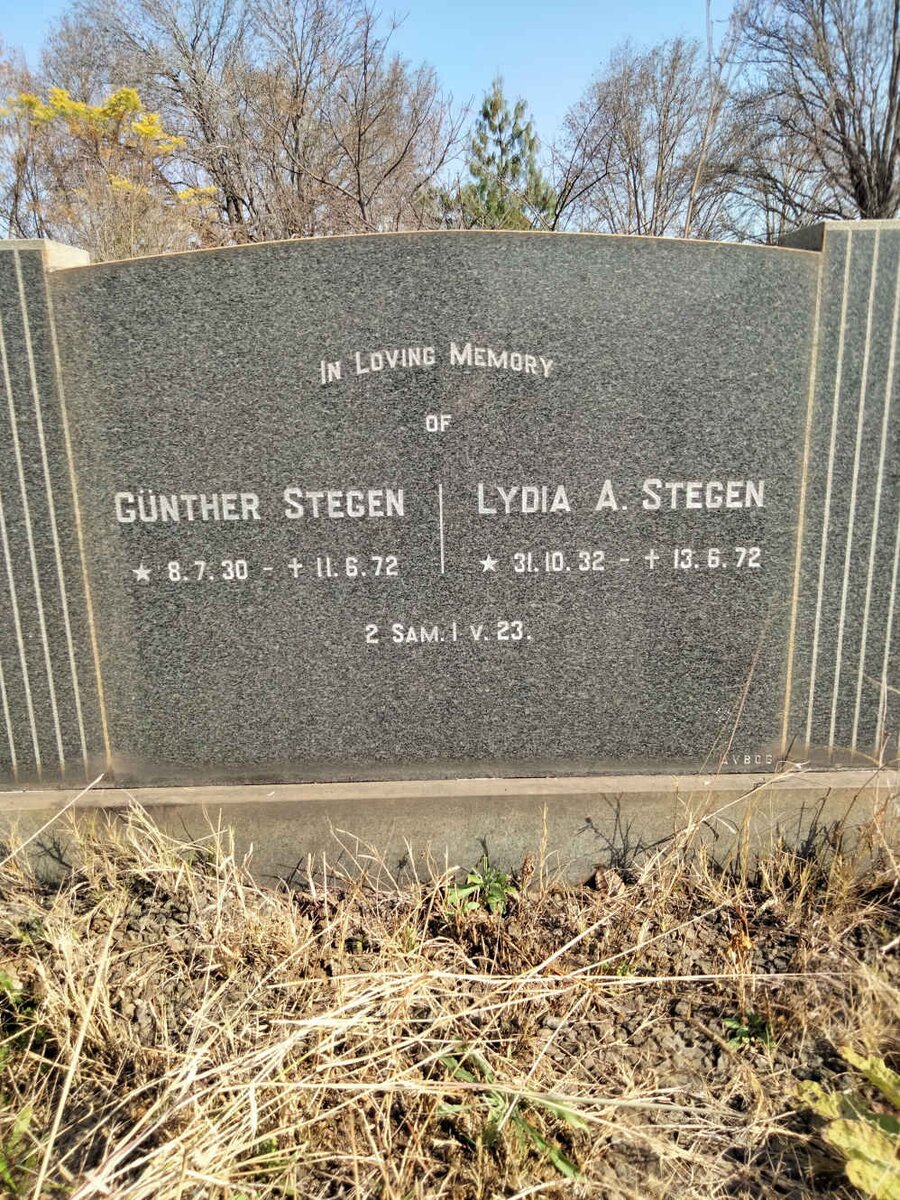 IN LOVING MEMORY
OF
GÜNTHER STEGEN
★ 8.7.30 – ✝ 11.6.72
LYDIA A. STEGEN
★ 31.10.32 – ✝ 13.6.72
2 SAM. I V. 23.
AVBOB